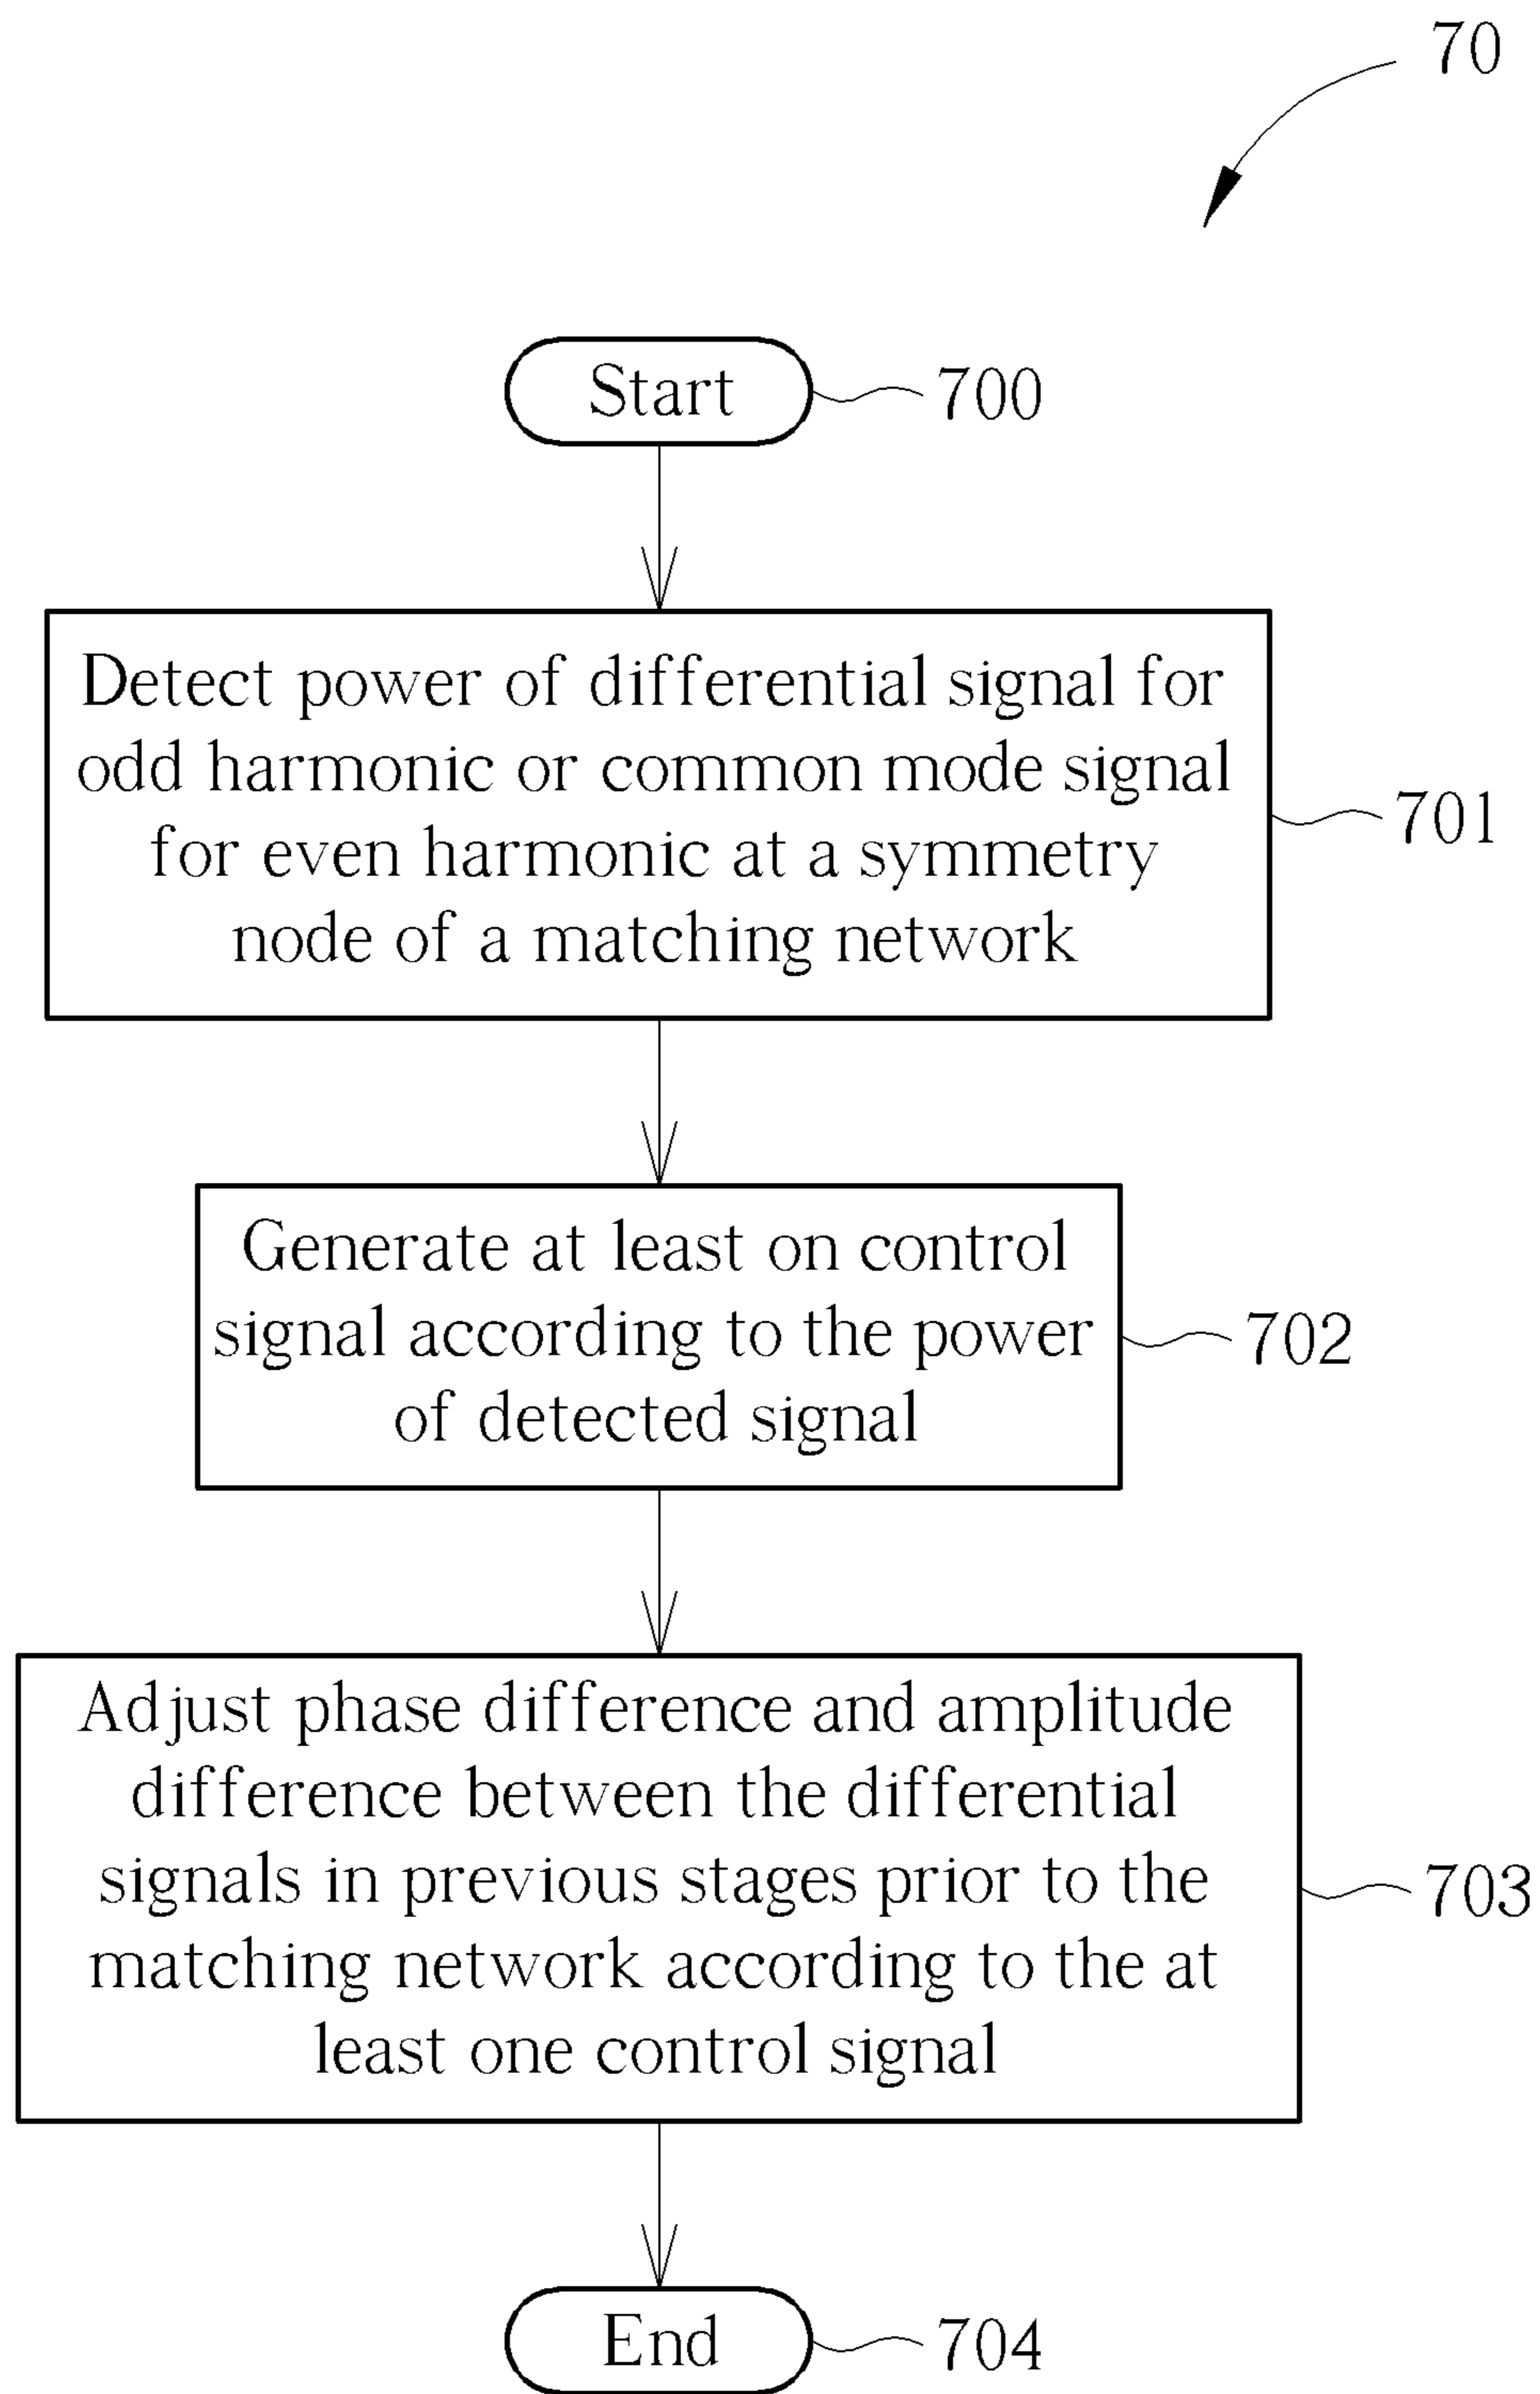 70
Start
700
Detect power of differential signal for
odd harmonic or common mode signal
for even harmonic at a symmetry
node of a matching network
701
Generate at least on control
signal according to the power
of detected signal
702
Adjust phase difference and amplitude
difference between the differential
signals in previous stages prior to the
matching network according to the at
least one control signal
703
End
704